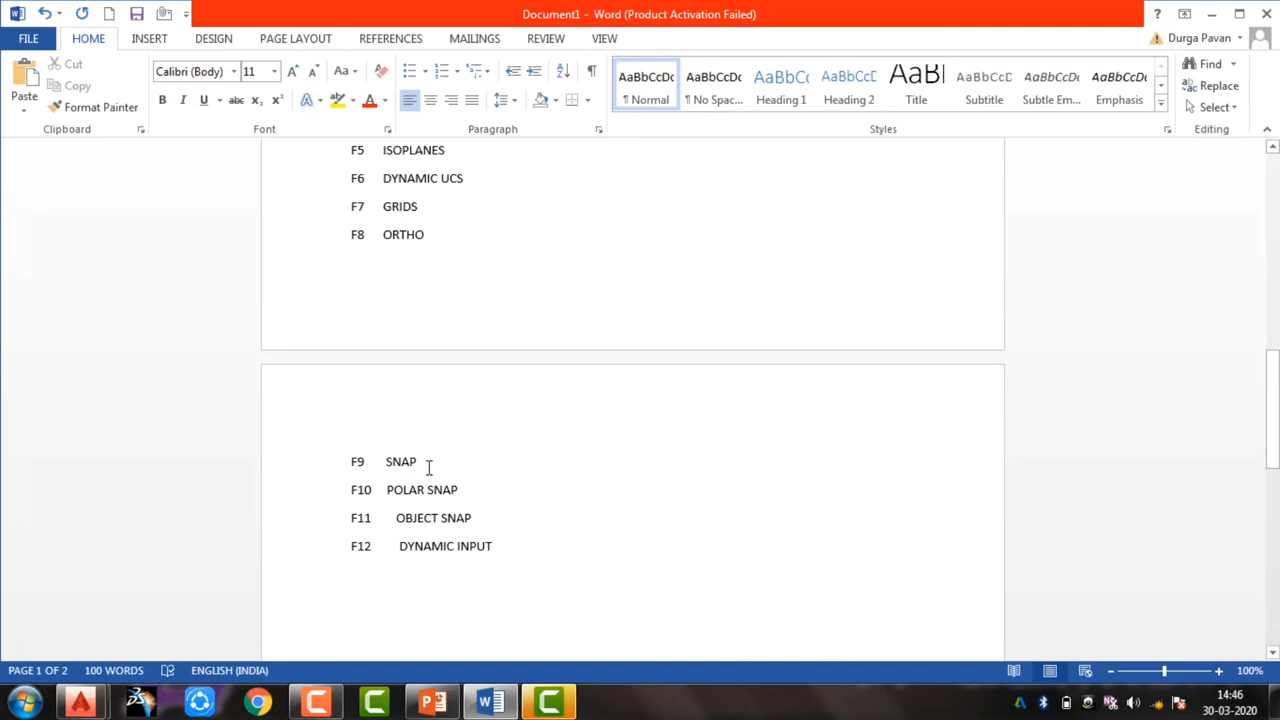 Document1 - Word (Product Activation Failed)
FILE HOME INSERT DESIGN PAGE LAYOUT REFERENCES MAILINGS REVIEW VIEW Durga Pavan
Paste
Cut
Copy
Format Painter
Clipboard
Calibri (Body) 11
Font
Paragraph
AaBbCcDc AaBbCcDc AaBbCc AaBbCcD AaBl AaBbCcD AaBbCcDc AaBbCcDc
¶ Normal ¶ No Spac... Heading 1 Heading 2 Title Subtitle Subtle Em... Emphasis
Styles
Find
Replace
Select
Editing
F5 ISOPLANES
F6 DYNAMIC UCS
F7 GRIDS
F8 ORTHO
F9 SNAP
F10 POLAR SNAP
F11 OBJECT SNAP
F12 DYNAMIC INPUT
PAGE 1 OF 2 100 WORDS ENGLISH (INDIA) 100%
14:46
30-03-2020